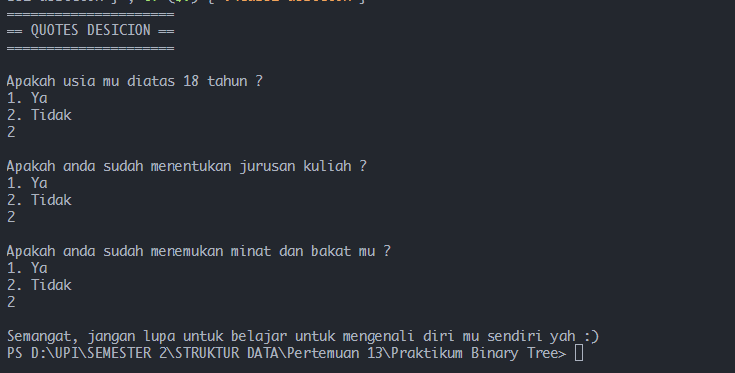 =====================
== QUOTES DESICION ==
=====================
Apakah usia mu diatas 18 tahun ?
1. Ya
2. Tidak
2
Apakah anda sudah menentukan jurusan kuliah ?
1. Ya
2. Tidak
2
Apakah anda sudah menemukan minat dan bakat mu ?
1. Ya
2. Tidak
2
Semangat, jangan lupa untuk belajar untuk mengenali diri mu sendiri yah :)
PS D:\UPI\SEMESTER 2\STRUKTUR DATA\Pertemuan 13\Praktikum Binary Tree>